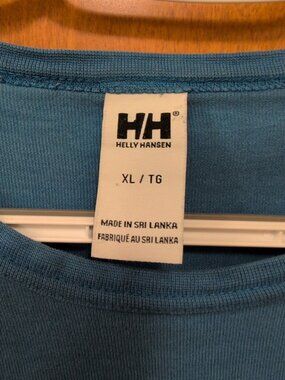 HH®
HELLY HANSEN
XL / TG
MADE IN SRI LANKA
FABRIQUÉ AU SRI LANKA